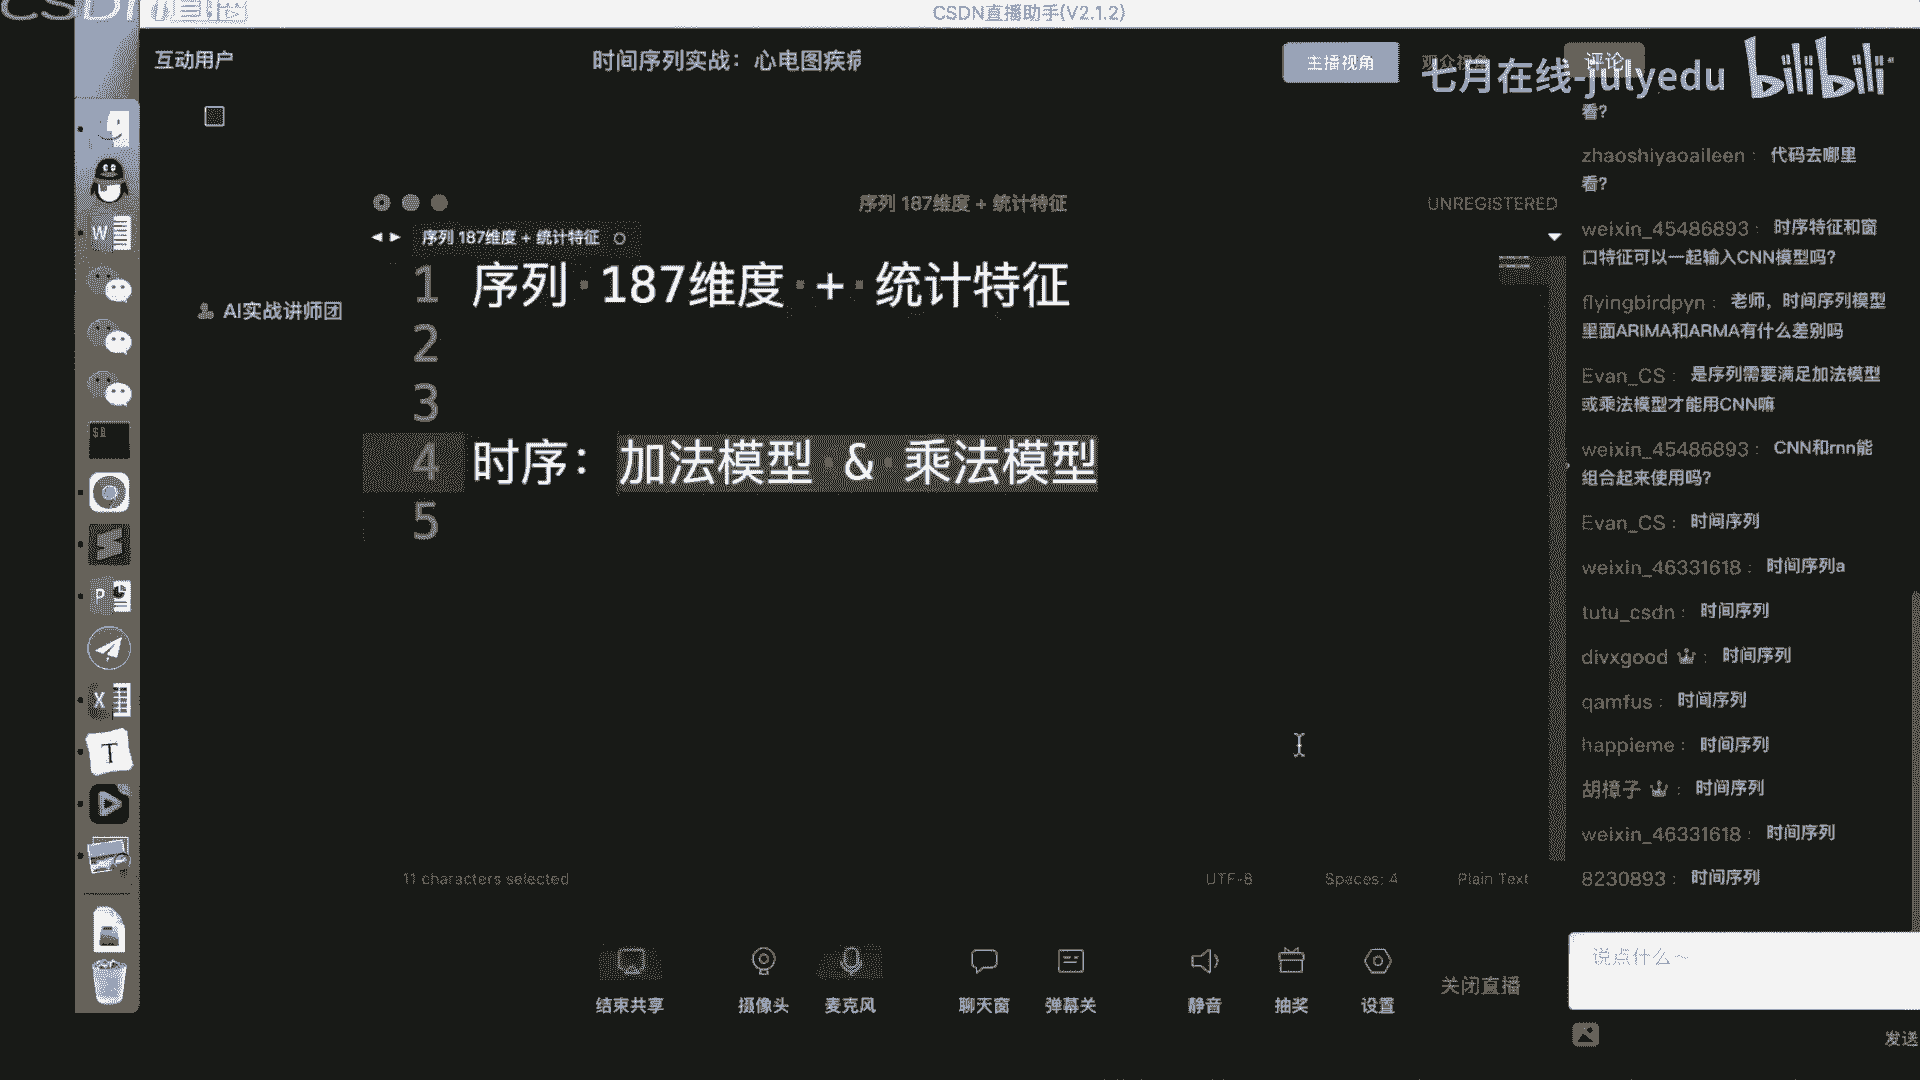 CSDN
CSDN直播助手(V2.1.2)
互动用户
时间序列实战：心电图疾病
主播视角
观众视角
评论
七月在线-julyedu
bilibili
AI实战讲师团
序列 187维度 + 统计特征
UNREGISTERED
序列 187维度 + 统计特征
1 序列 187维度 + 统计特征
2
3
4 时序：加法模型 & 乘法模型
5
11 characters selected
UTF-8
Spaces: 4
Plain Text
结束共享
摄像头
麦克风
聊天窗
弹幕关
静音
抽奖
设置
关闭直播
看?
zhaoshiyaoaileen： 代码去哪里
看?
weixin_45486893： 时序特征和窗
口特征可以一起输入CNN模型吗?
flyingbirdpyn： 老师，时间序列模型
里面ARIMA和ARMA有什么差别吗
Evan_CS： 是序列需要满足加法模型
或乘法模型才能用CNN嘛
weixin_45486893： CNN和rnn能
组合起来使用吗?
Evan_CS： 时间序列
weixin_46331618： 时间序列a
tutu_csdn： 时间序列
divxgood ： 时间序列
qamfus： 时间序列
happieme： 时间序列
胡樟子 ： 时间序列
weixin_46331618： 时间序列
8230893： 时间序列
说点什么～
发送